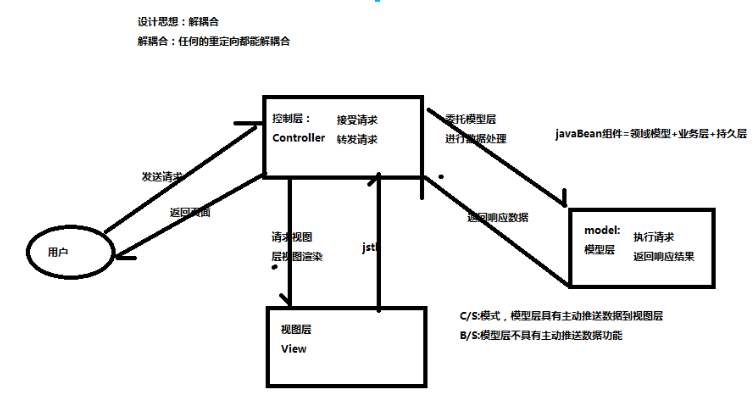 设计思想：解耦合
解耦合：任何的重定向都能解耦合
控制层：
Controller
接受请求
转发请求
委托模型层
进行数据处理
javaBean组件=领域模型+业务层+持久层
发送请求
返回页面
用户
请求视图
层视图渲染
jstl
返回响应数据
model:
模型层
执行请求
返回响应结果
视图层
View
C/S:模式，模型层具有主动推送数据到视图层
B/S:模型层不具有主动推送数据功能